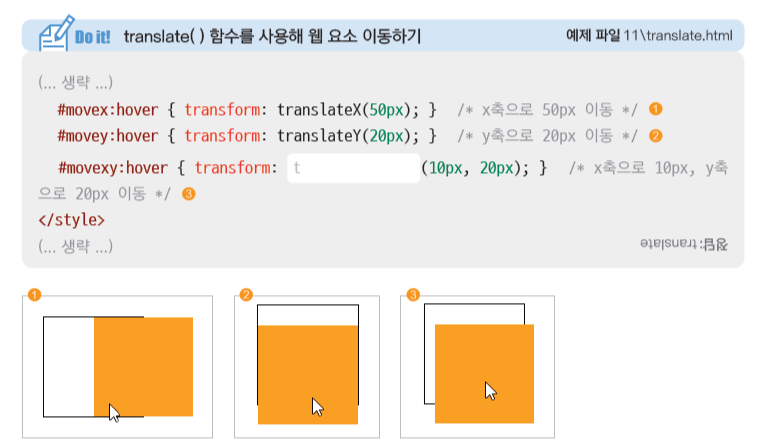 Do it! translate( ) 함수를 사용해 웹 요소 이동하기 예제 파일 11\translate.html
(... 생략 ...)
#movex:hover { transform: translateX(50px); } /* x축으로 50px 이동 */ 1
#movey:hover { transform: translateY(20px); } /* y축으로 20px 이동 */ 2
#movexy:hover { transform: t (10px, 20px); } /* x축으로 10px, y축
으로 20px 이동 */ 3
</style>
(... 생략 ...) 정답: translate
1 2 3